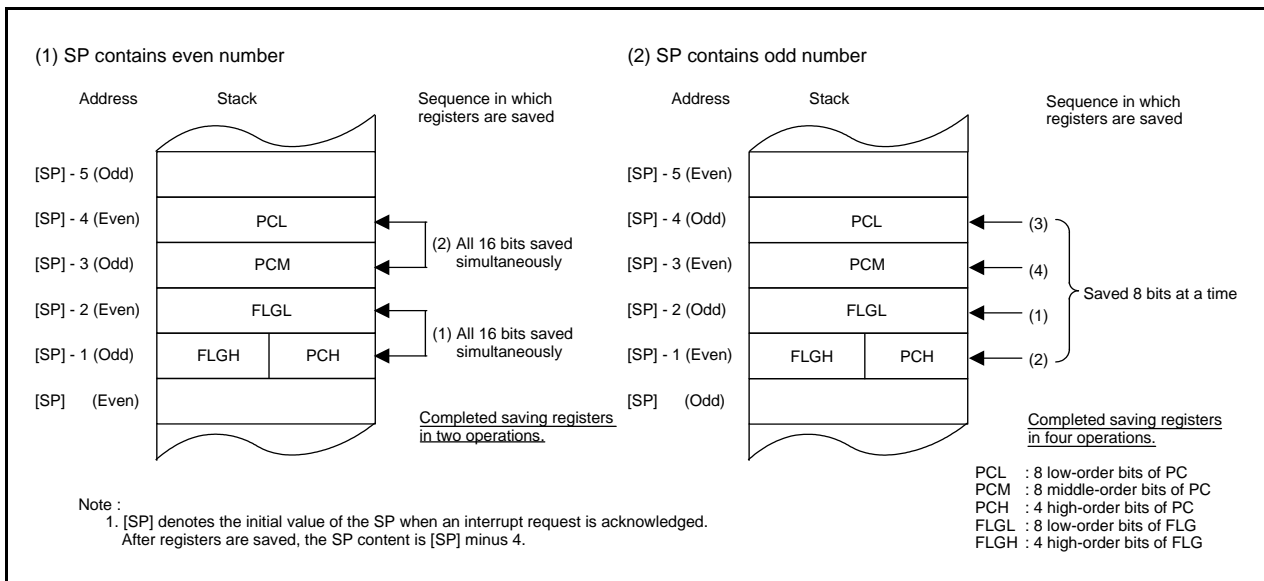 (1) SP contains even number
Address Stack Sequence in which
registers are saved
[SP] - 5 (Odd)
[SP] - 4 (Even) PCL
(2) All 16 bits saved
simultaneously
[SP] - 3 (Odd) PCM
[SP] - 2 (Even) FLGL
(1) All 16 bits saved
simultaneously
[SP] - 1 (Odd) FLGH PCH
[SP] (Even)
Completed saving registers
in two operations.
(2) SP contains odd number
Address Stack Sequence in which
registers are saved
[SP] - 5 (Even)
[SP] - 4 (Odd) PCL (3)
[SP] - 3 (Even) PCM (4)
Saved 8 bits at a time
[SP] - 2 (Odd) FLGL (1)
[SP] - 1 (Even) FLGH PCH (2)
[SP] (Odd)
Completed saving registers
in four operations.
PCL : 8 low-order bits of PC
PCM : 8 middle-order bits of PC
PCH : 4 high-order bits of PC
FLGL : 8 low-order bits of FLG
FLGH : 4 high-order bits of FLG
Note :
1. [SP] denotes the initial value of the SP when an interrupt request is acknowledged.
After registers are saved, the SP content is [SP] minus 4.